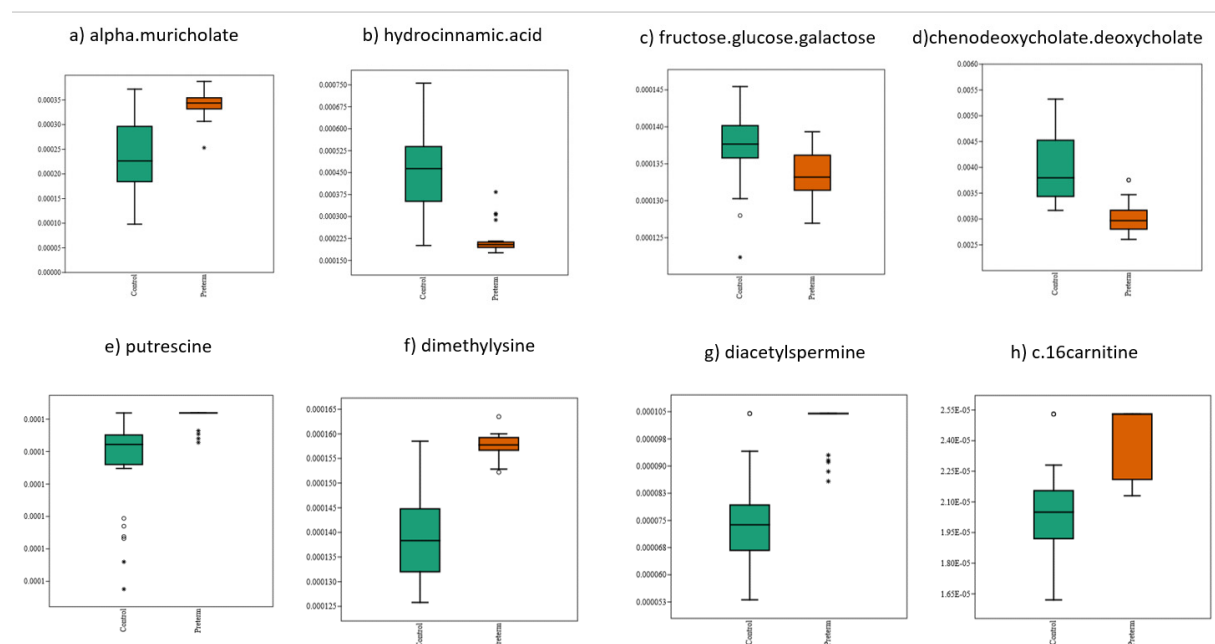 a) alpha.muricholate
b) hydrocinnamic.acid
c) fructose.glucose.galactose
d)chenodeoxycholate.deoxycholate
0.00035
0.00030
0.00025
0.00020
0.00015
0.00010
0.00005
0.00000
Control
Preterm
0.000750
0.000675
0.000600
0.000525
0.000450
0.000375
0.000300
0.000225
0.000150
Control
Preterm
0.000145
0.000140
0.000135
0.000130
0.000125
Control
Preterm
0.0060
0.0055
0.0050
0.0045
0.0040
0.0035
0.0030
0.0025
Control
Preterm
e) putrescine
f) dimethylysine
g) diacetylspermine
h) c.16carnitine
0.0001
0.0001
0.0001
0.0001
0.0001
0.0001
Control
Preterm
0.000165
0.000160
0.000155
0.000150
0.000145
0.000140
0.000135
0.000130
0.000125
Control
Preterm
0.000105
0.000098
0.000090
0.000083
0.000075
0.000068
0.000060
0.000053
Control
Preterm
2.55E-05
2.40E-05
2.25E-05
2.10E-05
1.95E-05
1.80E-05
1.65E-05
Control
Preterm